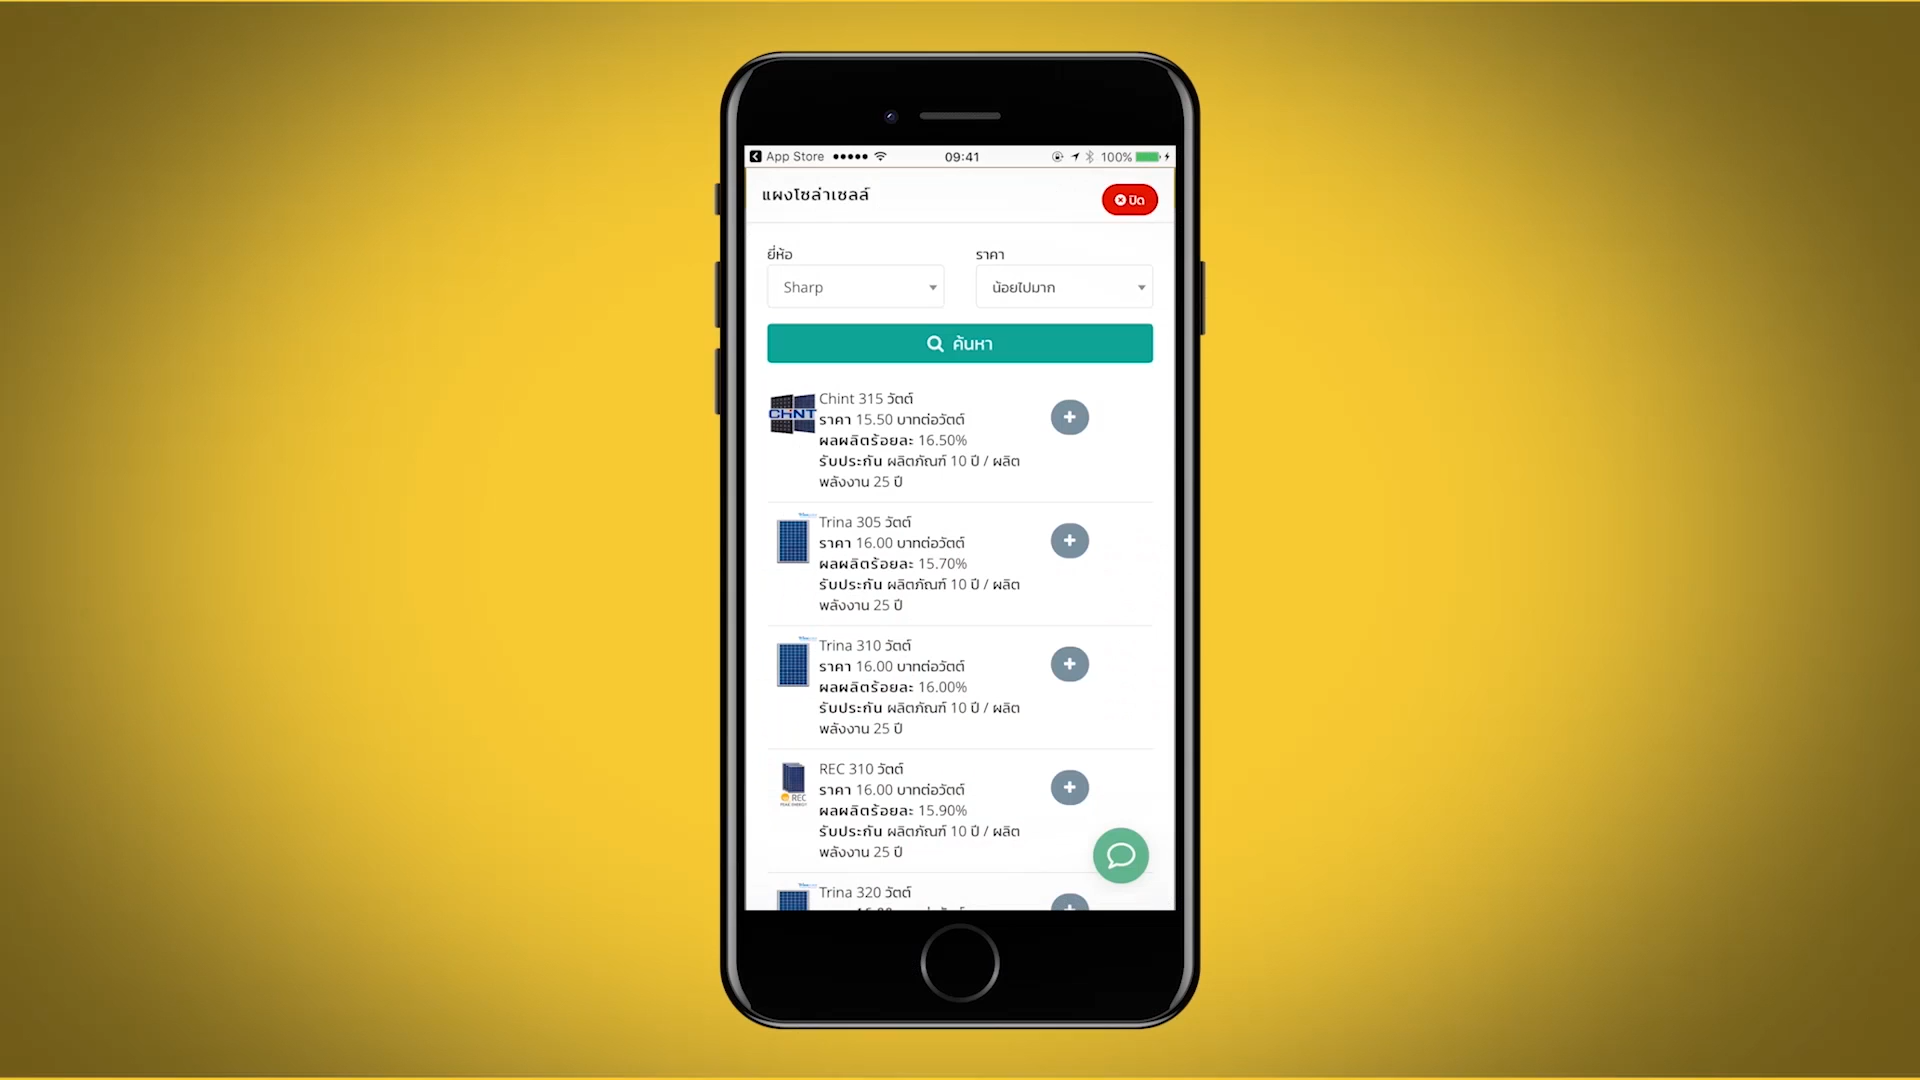 App Store 09:41 100%
แผงโซล่าเซลล์
ปิด
ยี่ห้อ ราคา
Sharp น้อยไปมาก
ค้นหา
CHINT
Chint 315 วัตต์
ราคา 15.50 บาทต่อวัตต์
ผลผลิตร้อยละ 16.50%
รับประกัน ผลิตภัณฑ์ 10 ปี / ผลิต
พลังงาน 25 ปี
Trina 305 วัตต์
ราคา 16.00 บาทต่อวัตต์
ผลผลิตร้อยละ 15.70%
รับประกัน ผลิตภัณฑ์ 10 ปี / ผลิต
พลังงาน 25 ปี
Trina 310 วัตต์
ราคา 16.00 บาทต่อวัตต์
ผลผลิตร้อยละ 16.00%
รับประกัน ผลิตภัณฑ์ 10 ปี / ผลิต
พลังงาน 25 ปี
REC
REC 310 วัตต์
ราคา 16.00 บาทต่อวัตต์
ผลผลิตร้อยละ 15.90%
รับประกัน ผลิตภัณฑ์ 10 ปี / ผลิต
พลังงาน 25 ปี
Trina 320 วัตต์